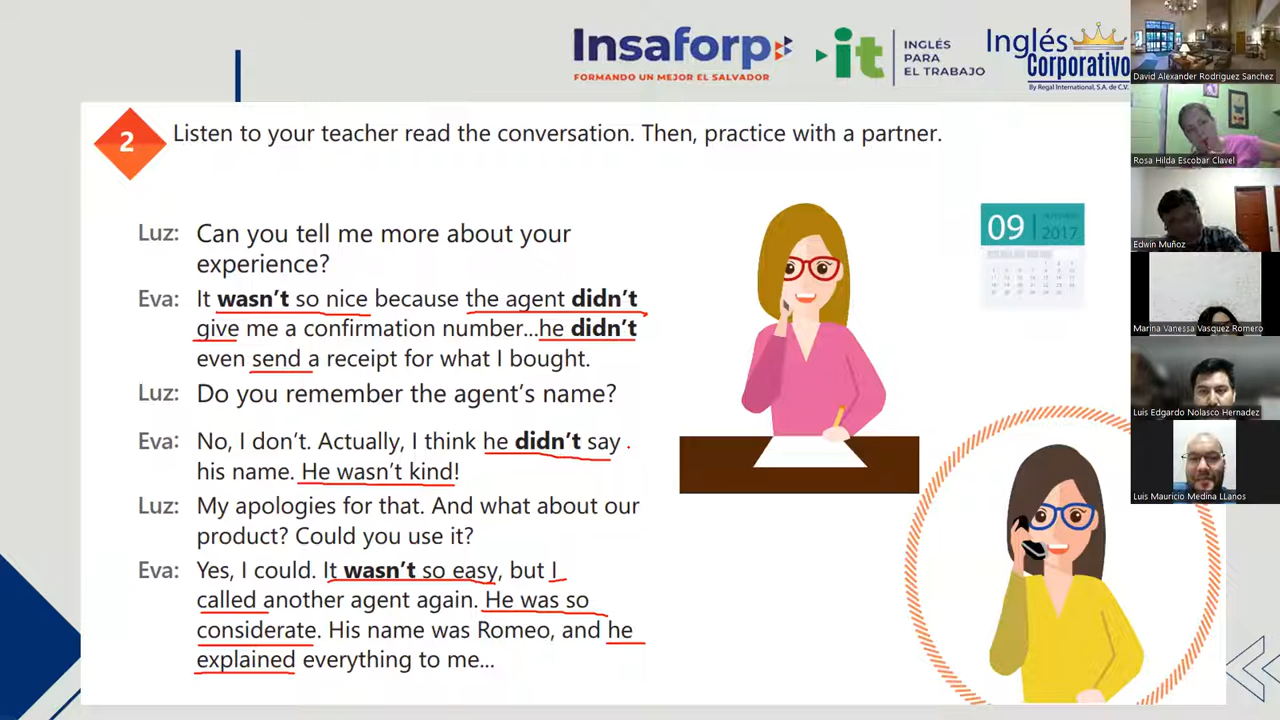 Insaforp
FORMANDO UN MEJOR EL SALVADOR
it
INGLÉS
PARA
EL TRABAJO
Inglés
Corporativo
By Regal International, S.A. de C.V.
2
Listen to your teacher read the conversation. Then, practice with a partner.
Luz: Can you tell me more about your
experience?
Eva: It wasn't so nice because the agent didn't
give me a confirmation number...he didn't
even send a receipt for what I bought.
Luz: Do you remember the agent's name?
Eva: No, I don't. Actually, I think he didn't say
his name. He wasn't kind!
Luz: My apologies for that. And what about our
product? Could you use it?
Eva: Yes, I could. It wasn't so easy, but I
called another agent again. He was so
considerate. His name was Romeo, and he
explained everything to me...
09
2017
David Alexander Rodriguez Sanchez
Rosa Hilda Escobar Clavel
Edwin Muñoz
Marina Vanessa Vasquez Romero
Luis Edgardo Nolasco Hernadez
Luis Mauricio Medina LLanos